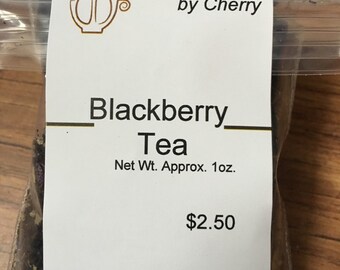 by Cherry
Blackberry
Tea
Net Wt. Approx. 1oz.
$2.50